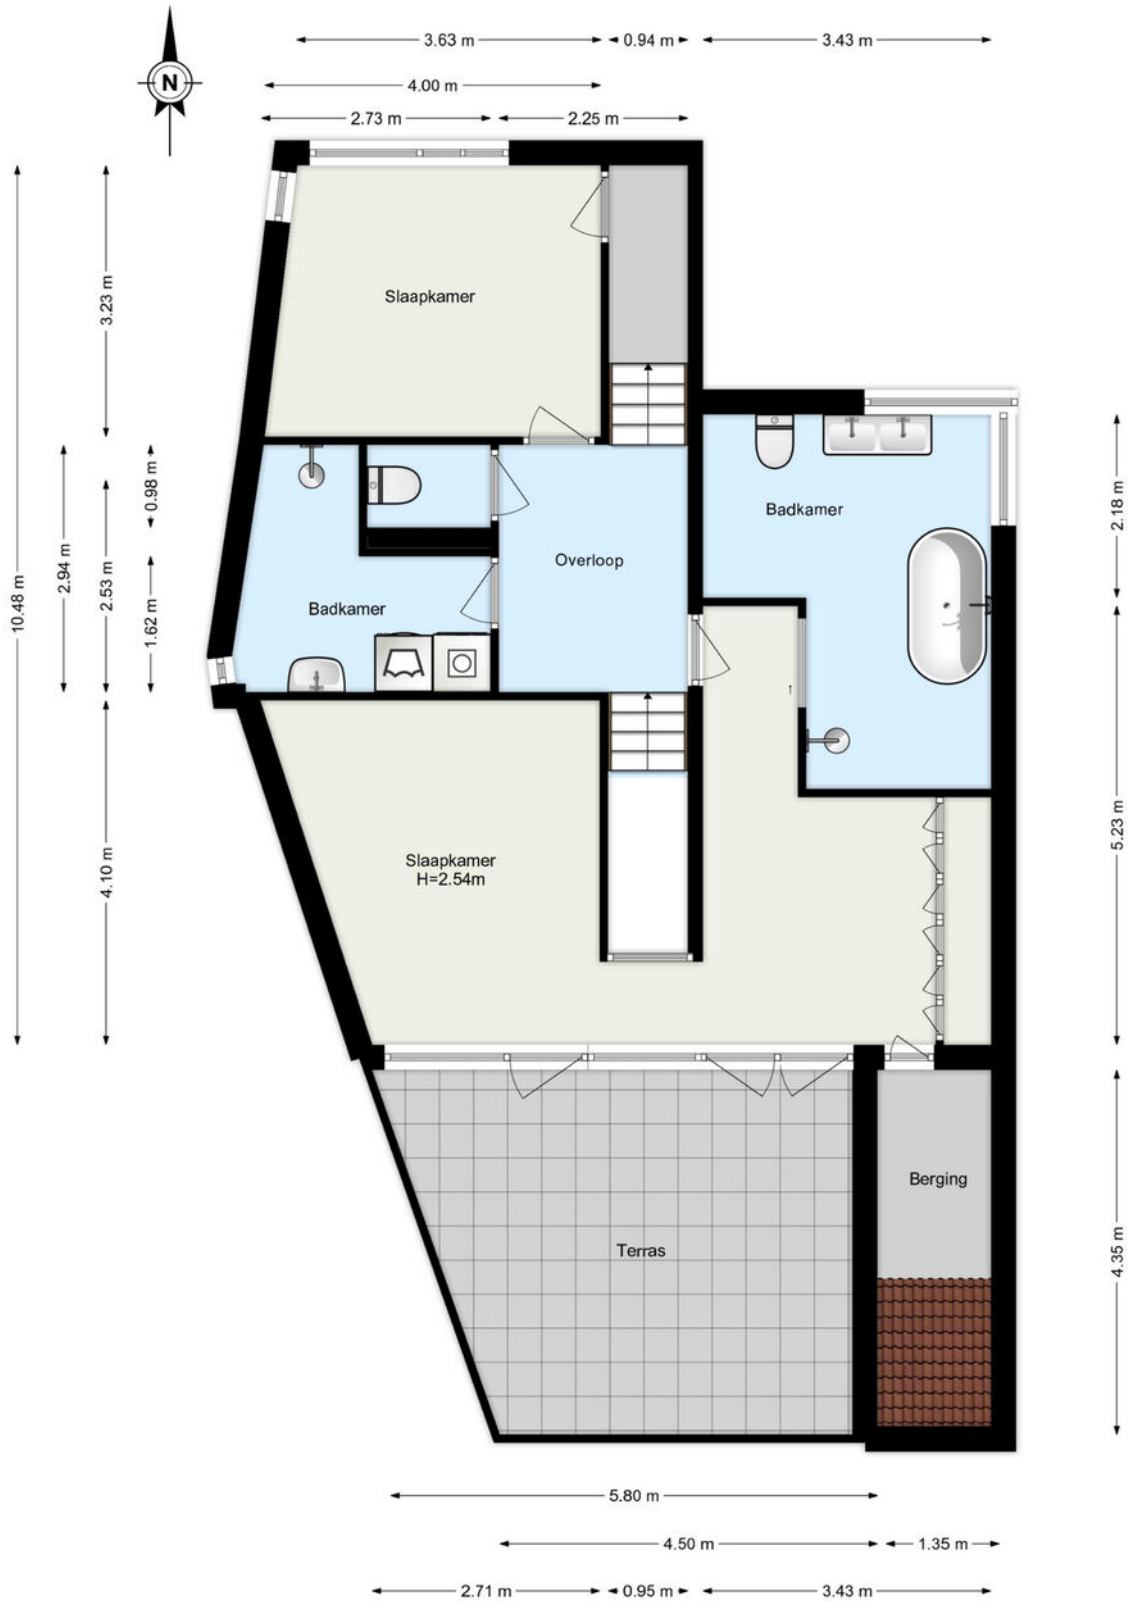 3.63 m
0.94 m
3.43 m
N
4.00 m
2.73 m
2.25 m
3.23 m
Slaapkamer
10.48 m
2.94 m
2.53 m
0.98 m
1.62 m
Badkamer
Overloop
Badkamer
2.18 m
5.23 m
4.10 m
Slaapkamer
H=2.54m
Berging
Terras
4.35 m
5.80 m
4.50 m
1.35 m
2.71 m
0.95 m
3.43 m